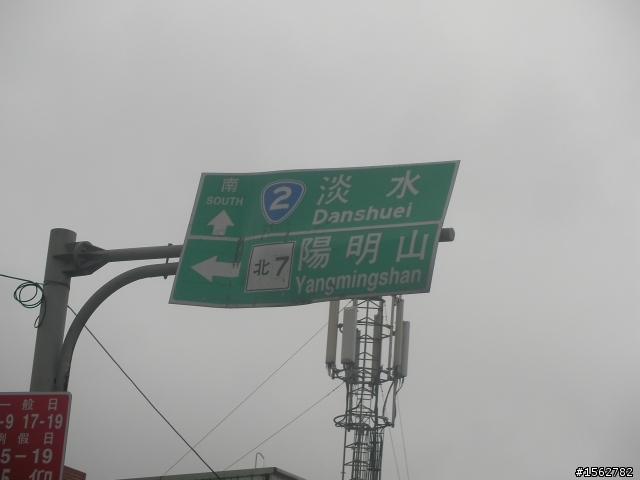 南 2 淡水
SOUTH Danshuei
北7 陽明山
Yangmingshan
一般日
-9 17-19
例假日
5-19
#1562782